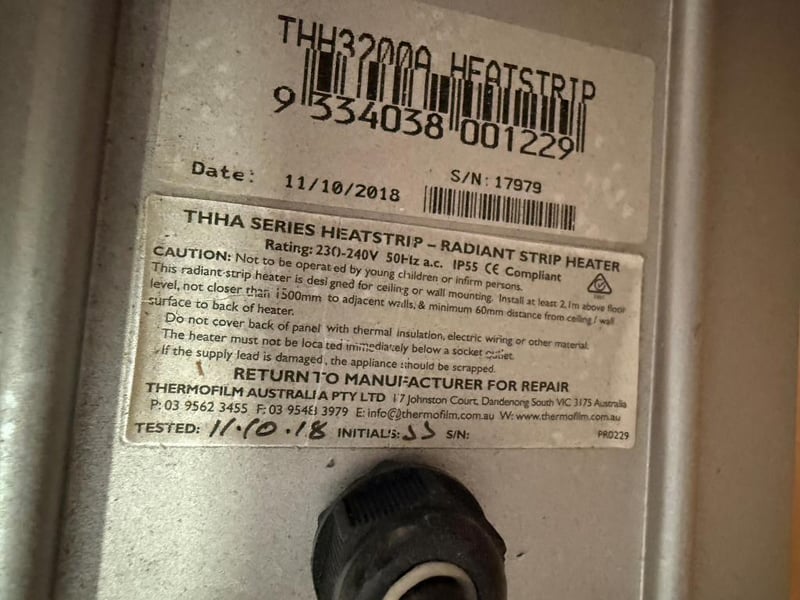 THH3200A HEATSTRIP
9 334038 001229
Date: 11/10/2018
S/N: 17979
THHA SERIES HEATSTRIP – RADIANT STRIP HEATER
Rating: 230-240V 50Hz a.c. IP55 CE Compliant
CAUTION: Not to be operated by young children or infirm persons.
This radiant strip heater is designed for ceiling or wall mounting. Install at least 2.1m above floor
level, not closer than 1500mm to adjacent walls, & minimum 60mm distance from ceiling / wall
surface to back of heater.
Do not cover back of panel with thermal insulation, electric wiring or other material.
The heater must not be located immediately below a socket outlet.
If the supply lead is damaged, the appliance should be scrapped.
RETURN TO MANUFACTURER FOR REPAIR
THERMOFILM AUSTRALIA PTY LTD 17 Johnston Court, Dandenong South VIC 3175 Australia
P: 03 9562 3455 F: 03 9548 3979 E: info@thermofilm.com.au W: www.thermofilm.com.au
TESTED: 11.10.18 INITIALS: JJ S/N:
PR0229